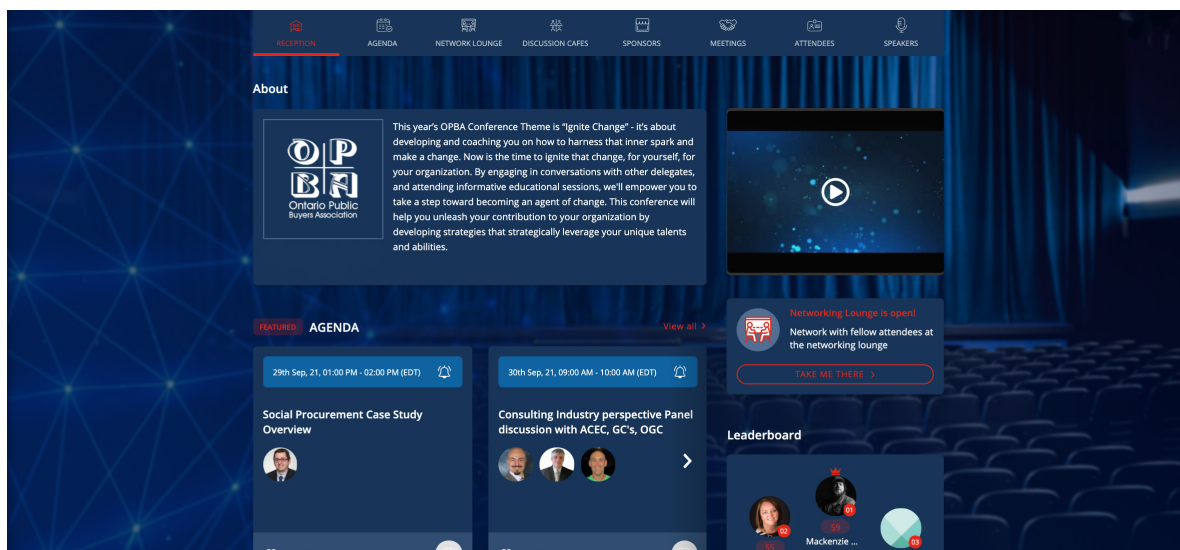 RECEPTION
AGENDA
NETWORK LOUNGE
DISCUSSION CAFES
SPONSORS
MEETINGS
ATTENDEES
SPEAKERS
About
OPBA
Ontario Public
Buyers Association
This year's OPBA Conference Theme is "Ignite Change" - it's about
developing and coaching you on how to harness that inner spark and
make a change. Now is the time to ignite that change, for yourself, for
your organization. By engaging in conversations with other delegates,
and attending informative educational sessions, we'll empower you to
take a step toward becoming an agent of change. This conference will
help you unleash your contribution to your organization by
developing strategies that strategically leverage your unique talents
and abilities.
Networking Lounge is open!
Network with fellow attendees at
the networking lounge
TAKE ME THERE >
FEATURED AGENDA
View all >
29th Sep, 21, 01:00 PM - 02:00 PM (EDT)
Social Procurement Case Study
Overview
30th Sep, 21, 09:00 AM - 10:00 AM (EDT)
Consulting Industry perspective Panel
discussion with ACEC, GC's, OGC
Leaderboard
01
59
Mackenzie ...
02
55
03